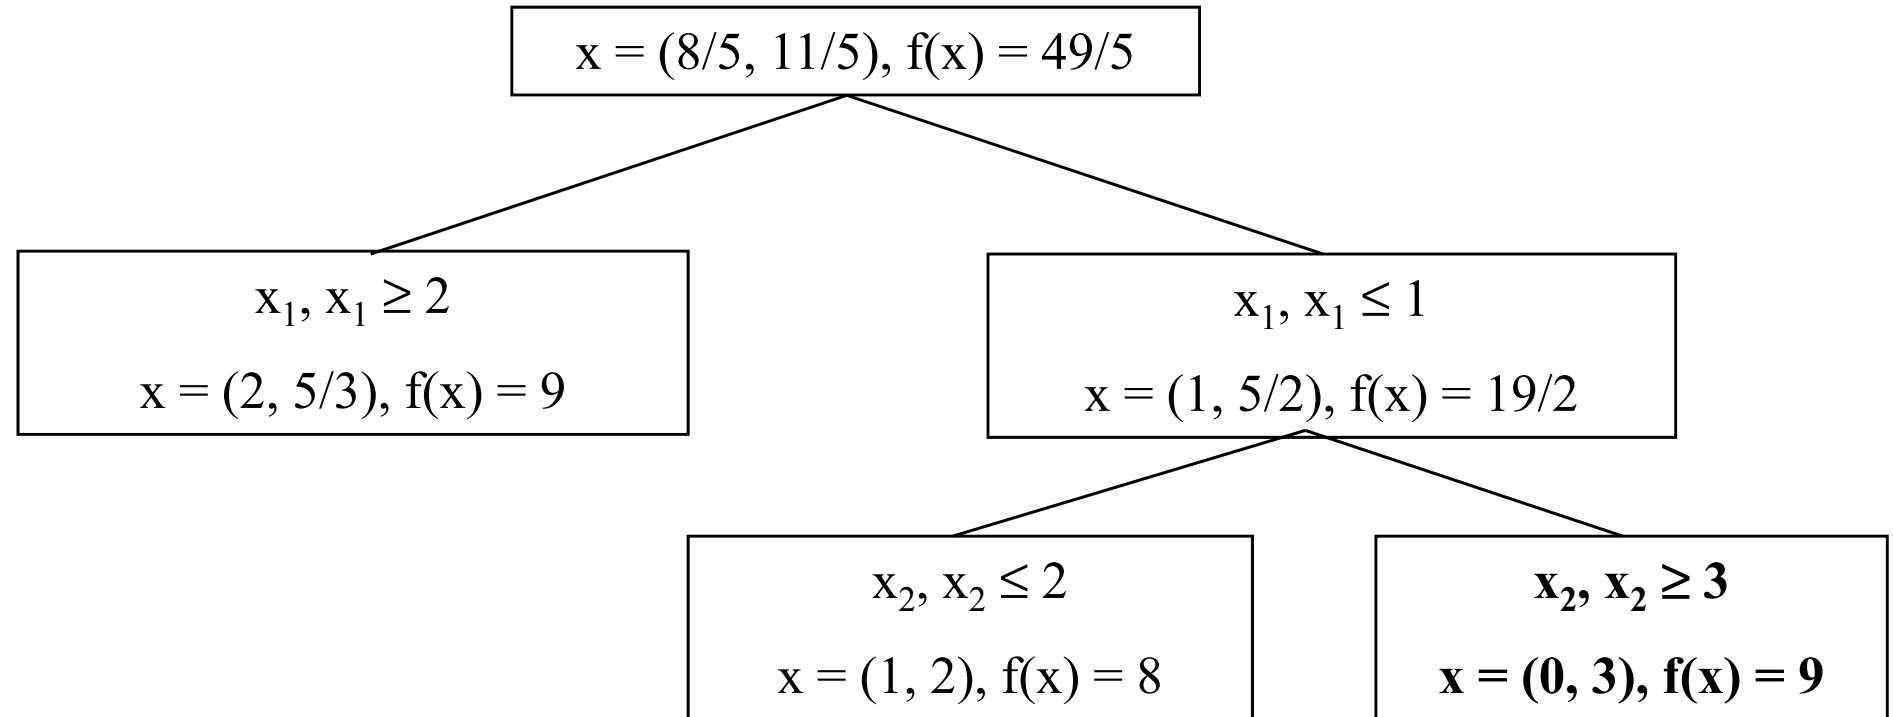 x = (8/5, 11/5), f(x) = 49/5
x₁, x₁ ≥ 2
x = (2, 5/3), f(x) = 9
x₁, x₁ ≤ 1
x = (1, 5/2), f(x) = 19/2
x₂, x₂ ≤ 2
x = (1, 2), f(x) = 8
x₂, x₂ ≥ 3
x = (0, 3), f(x) = 9